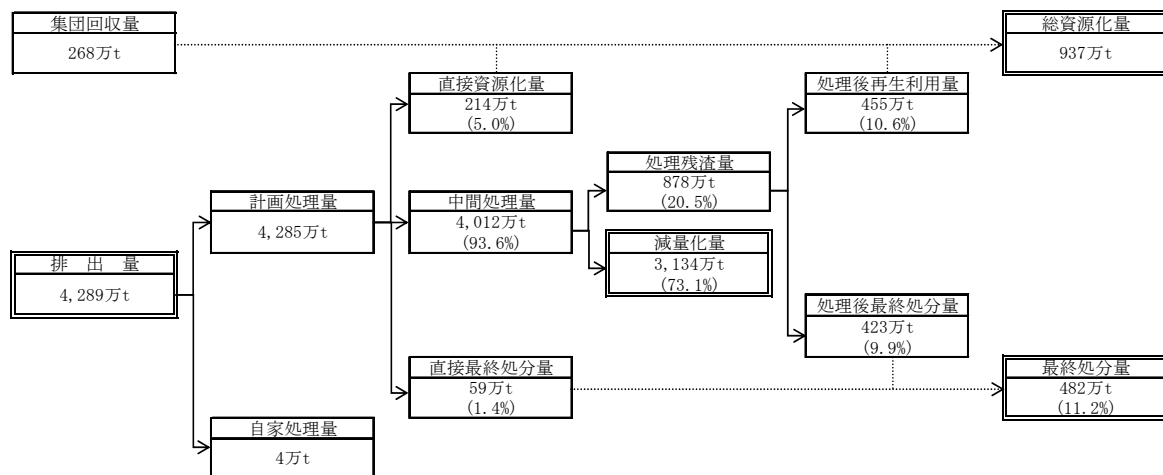 集団回収量
268万t
総資源化量
937万t
直接資源化量
214万t
(5.0%)
処理後再生利用量
455万t
(10.6%)
処理残渣量
878万t
(20.5%)
計画処理量
4,285万t
中間処理量
4,012万t
(93.6%)
減量化量
3,134万t
(73.1%)
排　出　量
4,289万t
処理後最終処分量
423万t
(9.9%)
直接最終処分量
59万t
(1.4%)
最終処分量
482万t
(11.2%)
自家処理量
4万t